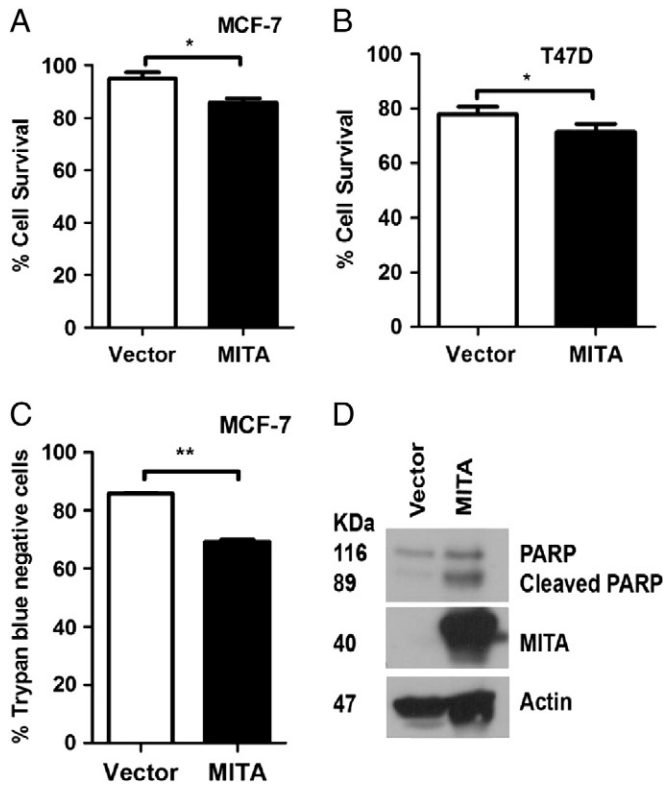 A
MCF-7
*
% Cell Survival
100
80
60
40
20
0
Vector MITA
B
T47D
*
% Cell Survival
100
80
60
40
20
0
Vector MITA
C
MCF-7
**
% Trypan blue negative cells
100
80
60
40
20
0
Vector MITA
D
Vector
MITA
KDa
116 PARP
89 Cleaved PARP
40 MITA
47 Actin